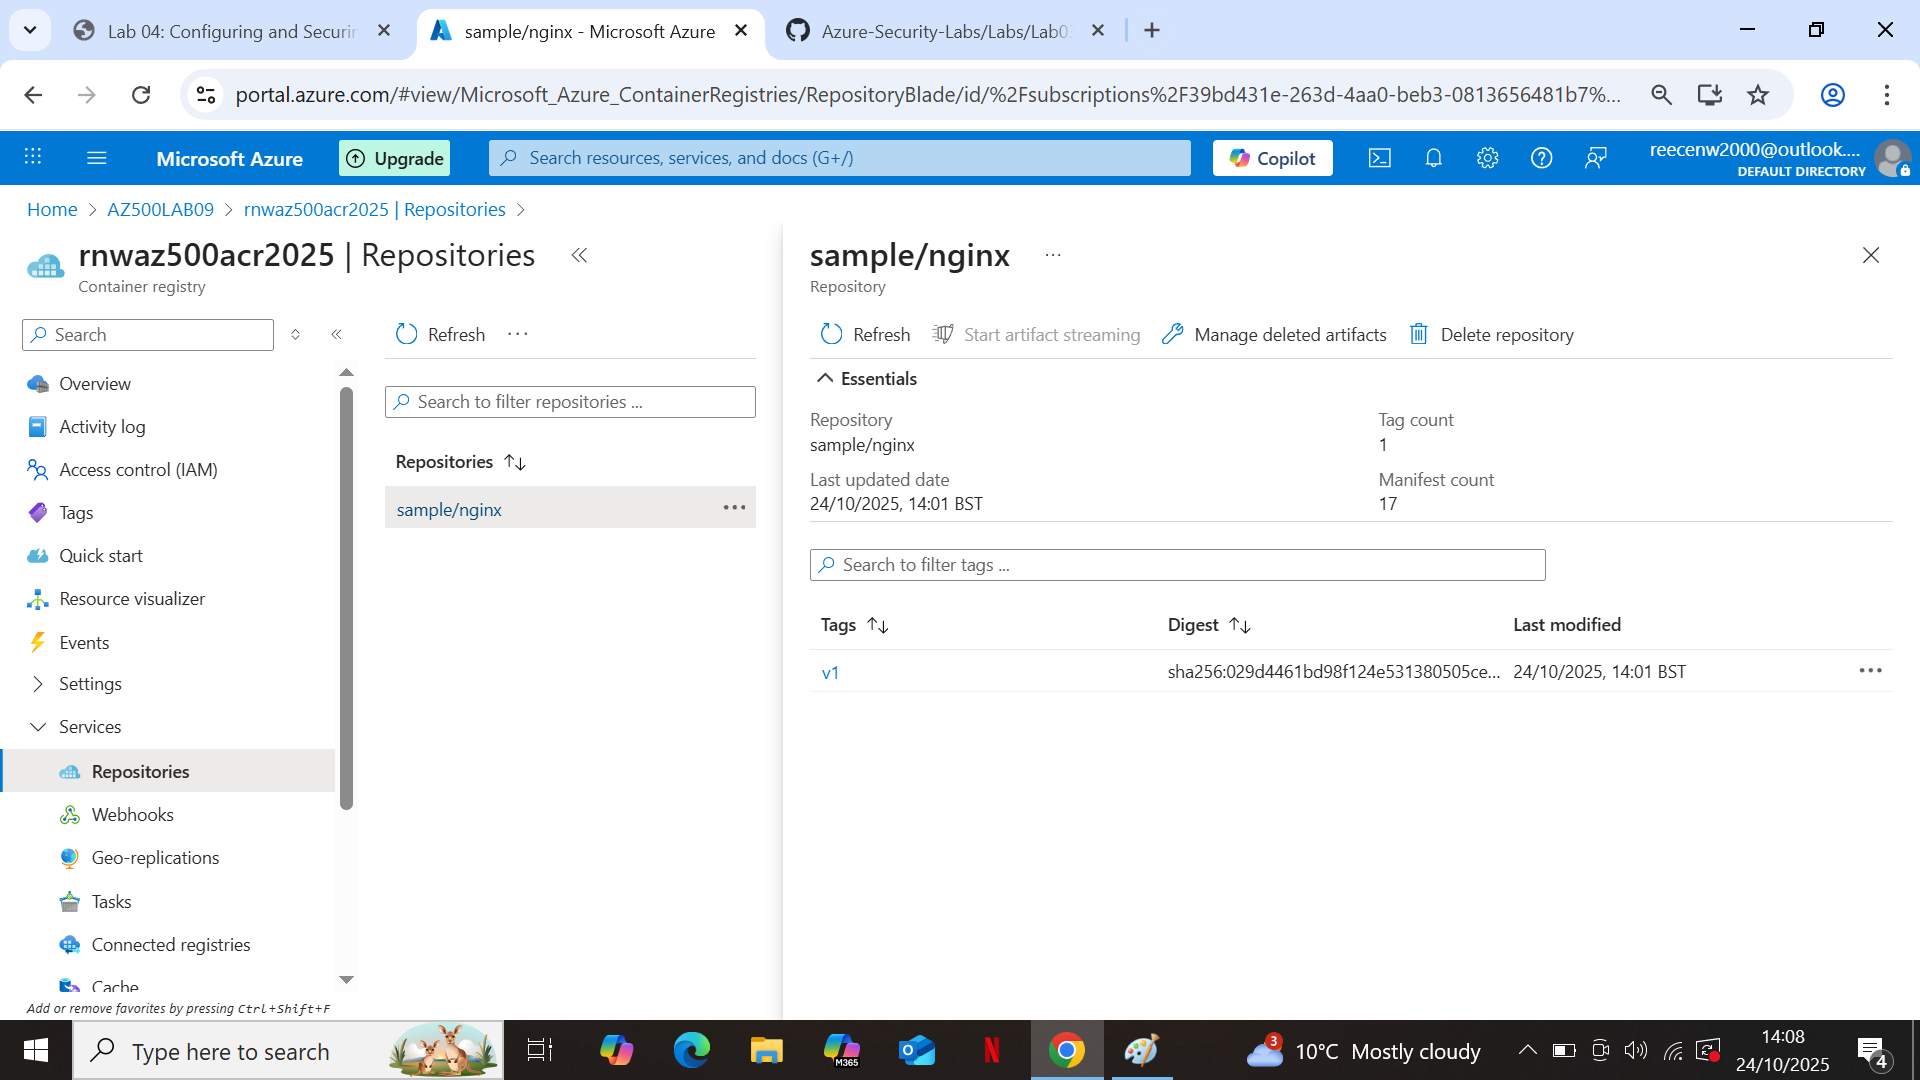 Lab 04: Configuring and Securin
sample/nginx - Microsoft Azure
Azure-Security-Labs/Labs/Lab03
portal.azure.com/#view/Microsoft_Azure_ContainerRegistries/RepositoryBlade/id/%2Fsubscriptions%2F39bd431e-263d-4aa0-beb3-0813656481b7%...
Microsoft Azure
Upgrade
Search resources, services, and docs (G+/)
Copilot
reecenw2000@outlook....
DEFAULT DIRECTORY
Home > AZ500LAB09 > rnwaz500acr2025 | Repositories >
rnwaz500acr2025 | Repositories
Container registry
Search
Overview
Activity log
Access control (IAM)
Tags
Quick start
Resource visualizer
Events
Settings
Services
Repositories
Webhooks
Geo-replications
Tasks
Connected registries
Cache
Add or remove favorites by pressing Ctrl+Shift+F
Refresh
Search to filter repositories ...
Repositories
sample/nginx
sample/nginx
Repository
Refresh
Start artifact streaming
Manage deleted artifacts
Delete repository
Essentials
Repository
sample/nginx
Tag count
1
Last updated date
24/10/2025, 14:01 BST
Manifest count
17
Search to filter tags ...
Tags Digest Last modified
v1 sha256:029d4461bd98f124e531380505ce... 24/10/2025, 14:01 BST
Type here to search
M365
3
10°C Mostly cloudy
14:08
24/10/2025
4